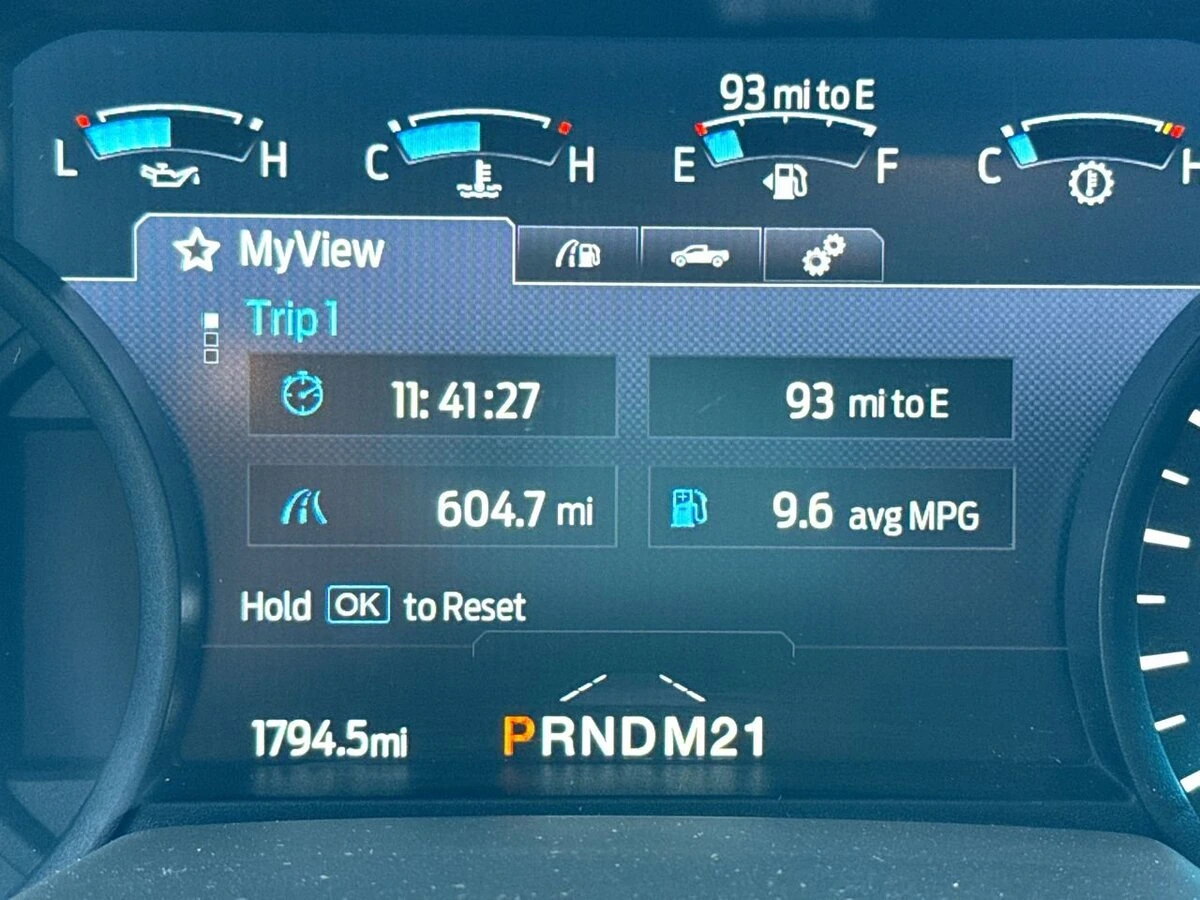 93 mi to E
L H C H E F C H
MyView
Trip 1
11: 41:27 93 mi to E
604.7 mi 9.6 avg MPG
Hold OK to Reset
1794.5mi PRNDM21